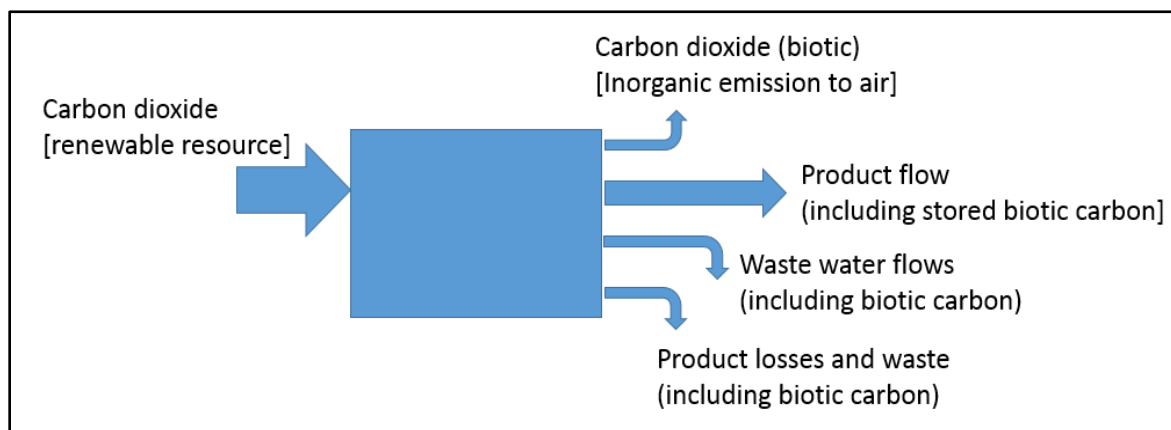 Carbon dioxide
[renewable resource]
Carbon dioxide (biotic)
[Inorganic emission to air]
Product flow
(including stored biotic carbon]
Waste water flows
(including biotic carbon)
Product losses and waste
(including biotic carbon)